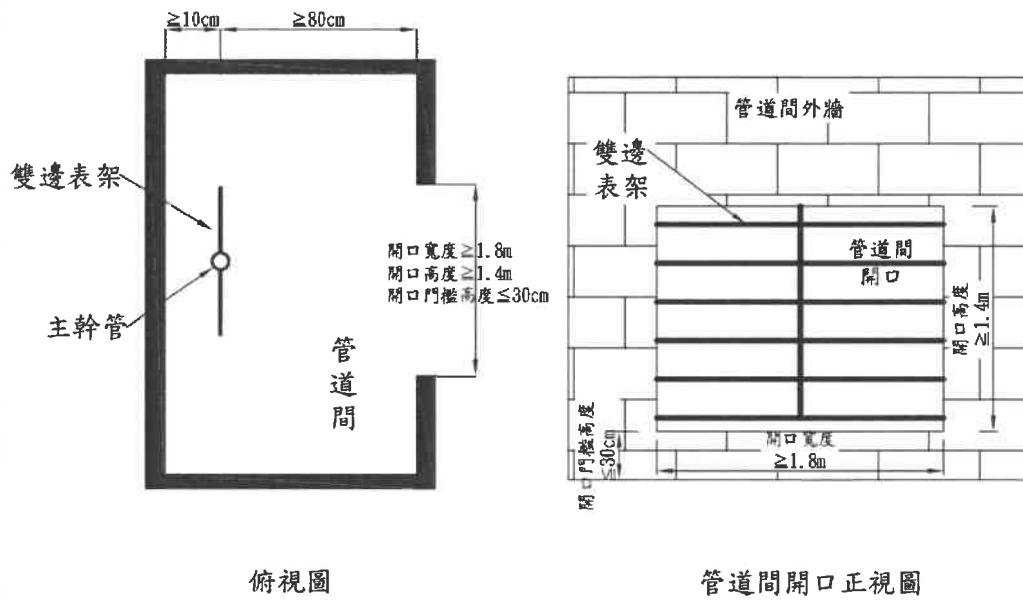 ≧10cm
≧80cm
雙邊表架
主幹管
開口寬度≧1.8m
開口高度≧1.4m
開口門檻高度≦30cm
管道間
俯視圖
管道間外牆
雙邊
表架
管道間
開口
開口高度
≧1.4m
開口寬度
≧1.8m
開口門檻高度
≦30cm
管道間開口正視圖